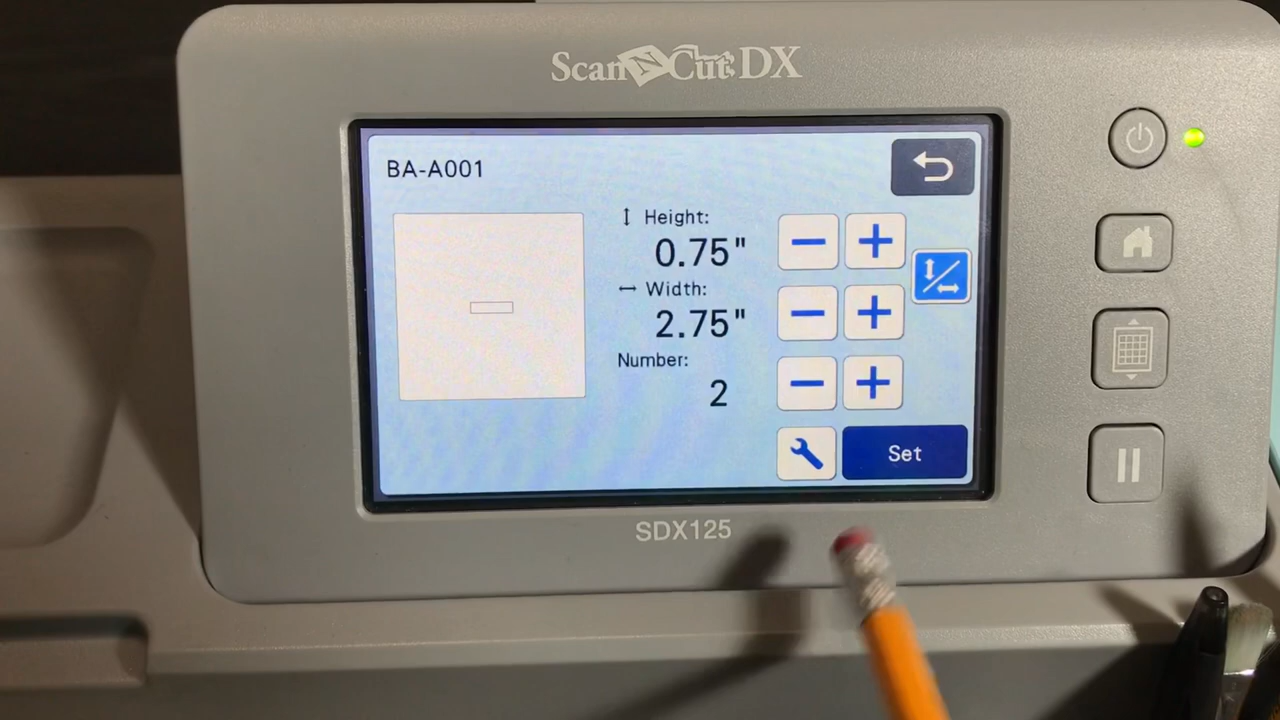 ScanNCut DX
BA-A001
Height:
0.75"
Width:
2.75"
Number:
2
Set
SDX125